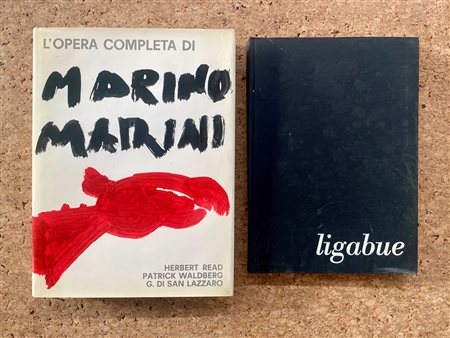 L'OPERA COMPLETA DI
MARINO
MARINI
HERBERT READ
PATRICK WALDBERG
G. DI SAN LAZZARO
ligabue